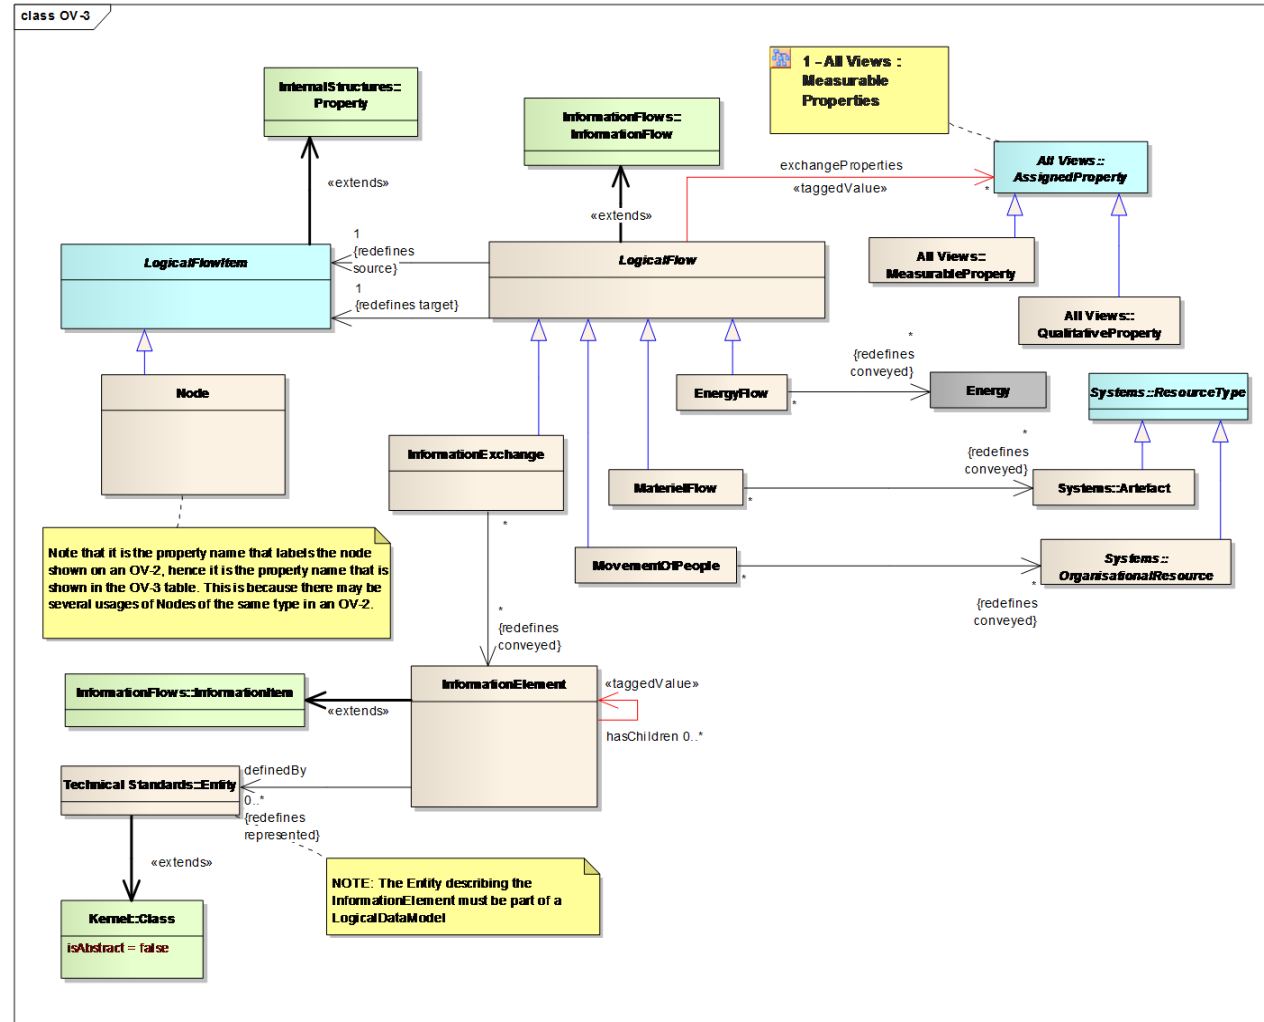 class OV-3
1 - All Views :
Measurable
Properties
InternalStructures::
Property
InformationFlows::
InformationFlow
All Views::
AssignedProperty
exchangeProperties
«taggedValue»
*
«extends»
«extends»
LogicalFlowItem
1
{redefines
source}
1
{redefines target}
LogicalFlow
All Views::
MeasurableProperty
All Views::
QualitativeProperty
Node
EnergyFlow
*
*
{redefines
conveyed}
Energy
Systems::ResourceType
InformationExchange
*
MaterielFlow
*
*
{redefines
conveyed}
Systems::Artefact
MovementOfPeople
*
*
{redefines
conveyed}
Systems::
OrganisationalResource
Note that it is the property name that labels the node
shown on an OV-2, hence it is the property name that is
shown in the OV-3 table. This is because there may be
several usages of Nodes of the same type in an OV-2.
*
{redefines
conveyed}
InformationFlows::InformationItem
«extends»
InformationElement
«taggedValue»
hasChildren 0..*
Technical Standards::Entity
definedBy
0..*
{redefines
represented}
«extends»
NOTE: The Entity describing the
InformationElement must be part of a
LogicalDataModel
Kernel::Class
isAbstract = false